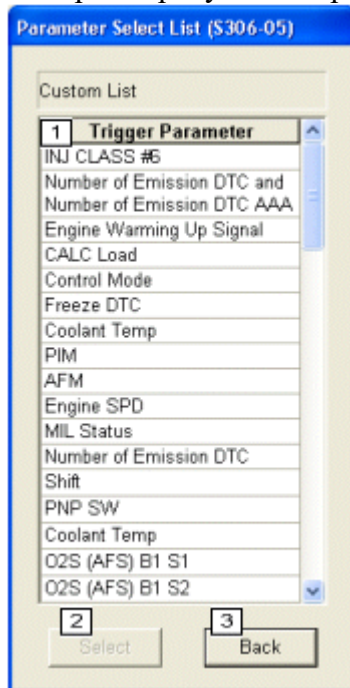 Parameter Select List (S306-05)
Custom List
1 Trigger Parameter
INJ CLASS #6
Number of Emission DTC and
Number of Emission DTC AAA
Engine Warming Up Signal
CALC Load
Control Mode
Freeze DTC
Coolant Temp
PIM
AFM
Engine SPD
MIL Status
Number of Emission DTC
Shift
PNP SW
Coolant Temp
O2S (AFS) B1 S1
O2S (AFS) B1 S2
2 3
Select Back